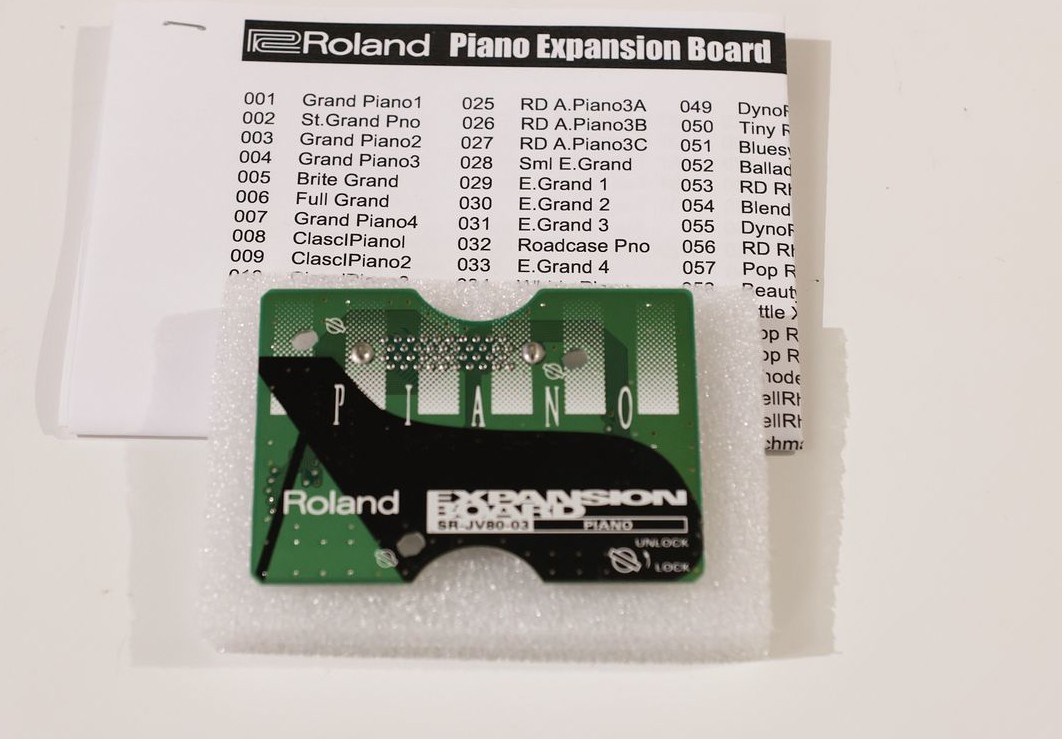 Roland Piano Expansion Board
001 Grand Piano1 025 RD A.Piano3A 049
002 St.Grand Pno 026 RD A.Piano3B 050 Tiny
003 Grand Piano2 027 RD A.Piano3C 051
004 Grand Piano3 028 Sml E.Grand 052
005 Brite Grand 029 E.Grand 1 053 RD
006 Full Grand 030 E.Grand 2 054 Blend
007 Grand Piano4 031 E.Grand 3 055
008 ClasclPianol 032 Roadcase Pno 056 RD
009 ClasclPiano2 033 E.Grand 4 057 Pop
PIANO
Roland EXPANSION
BOARD
SR-JV80-03 PIANO
UNLOCK
LOCK